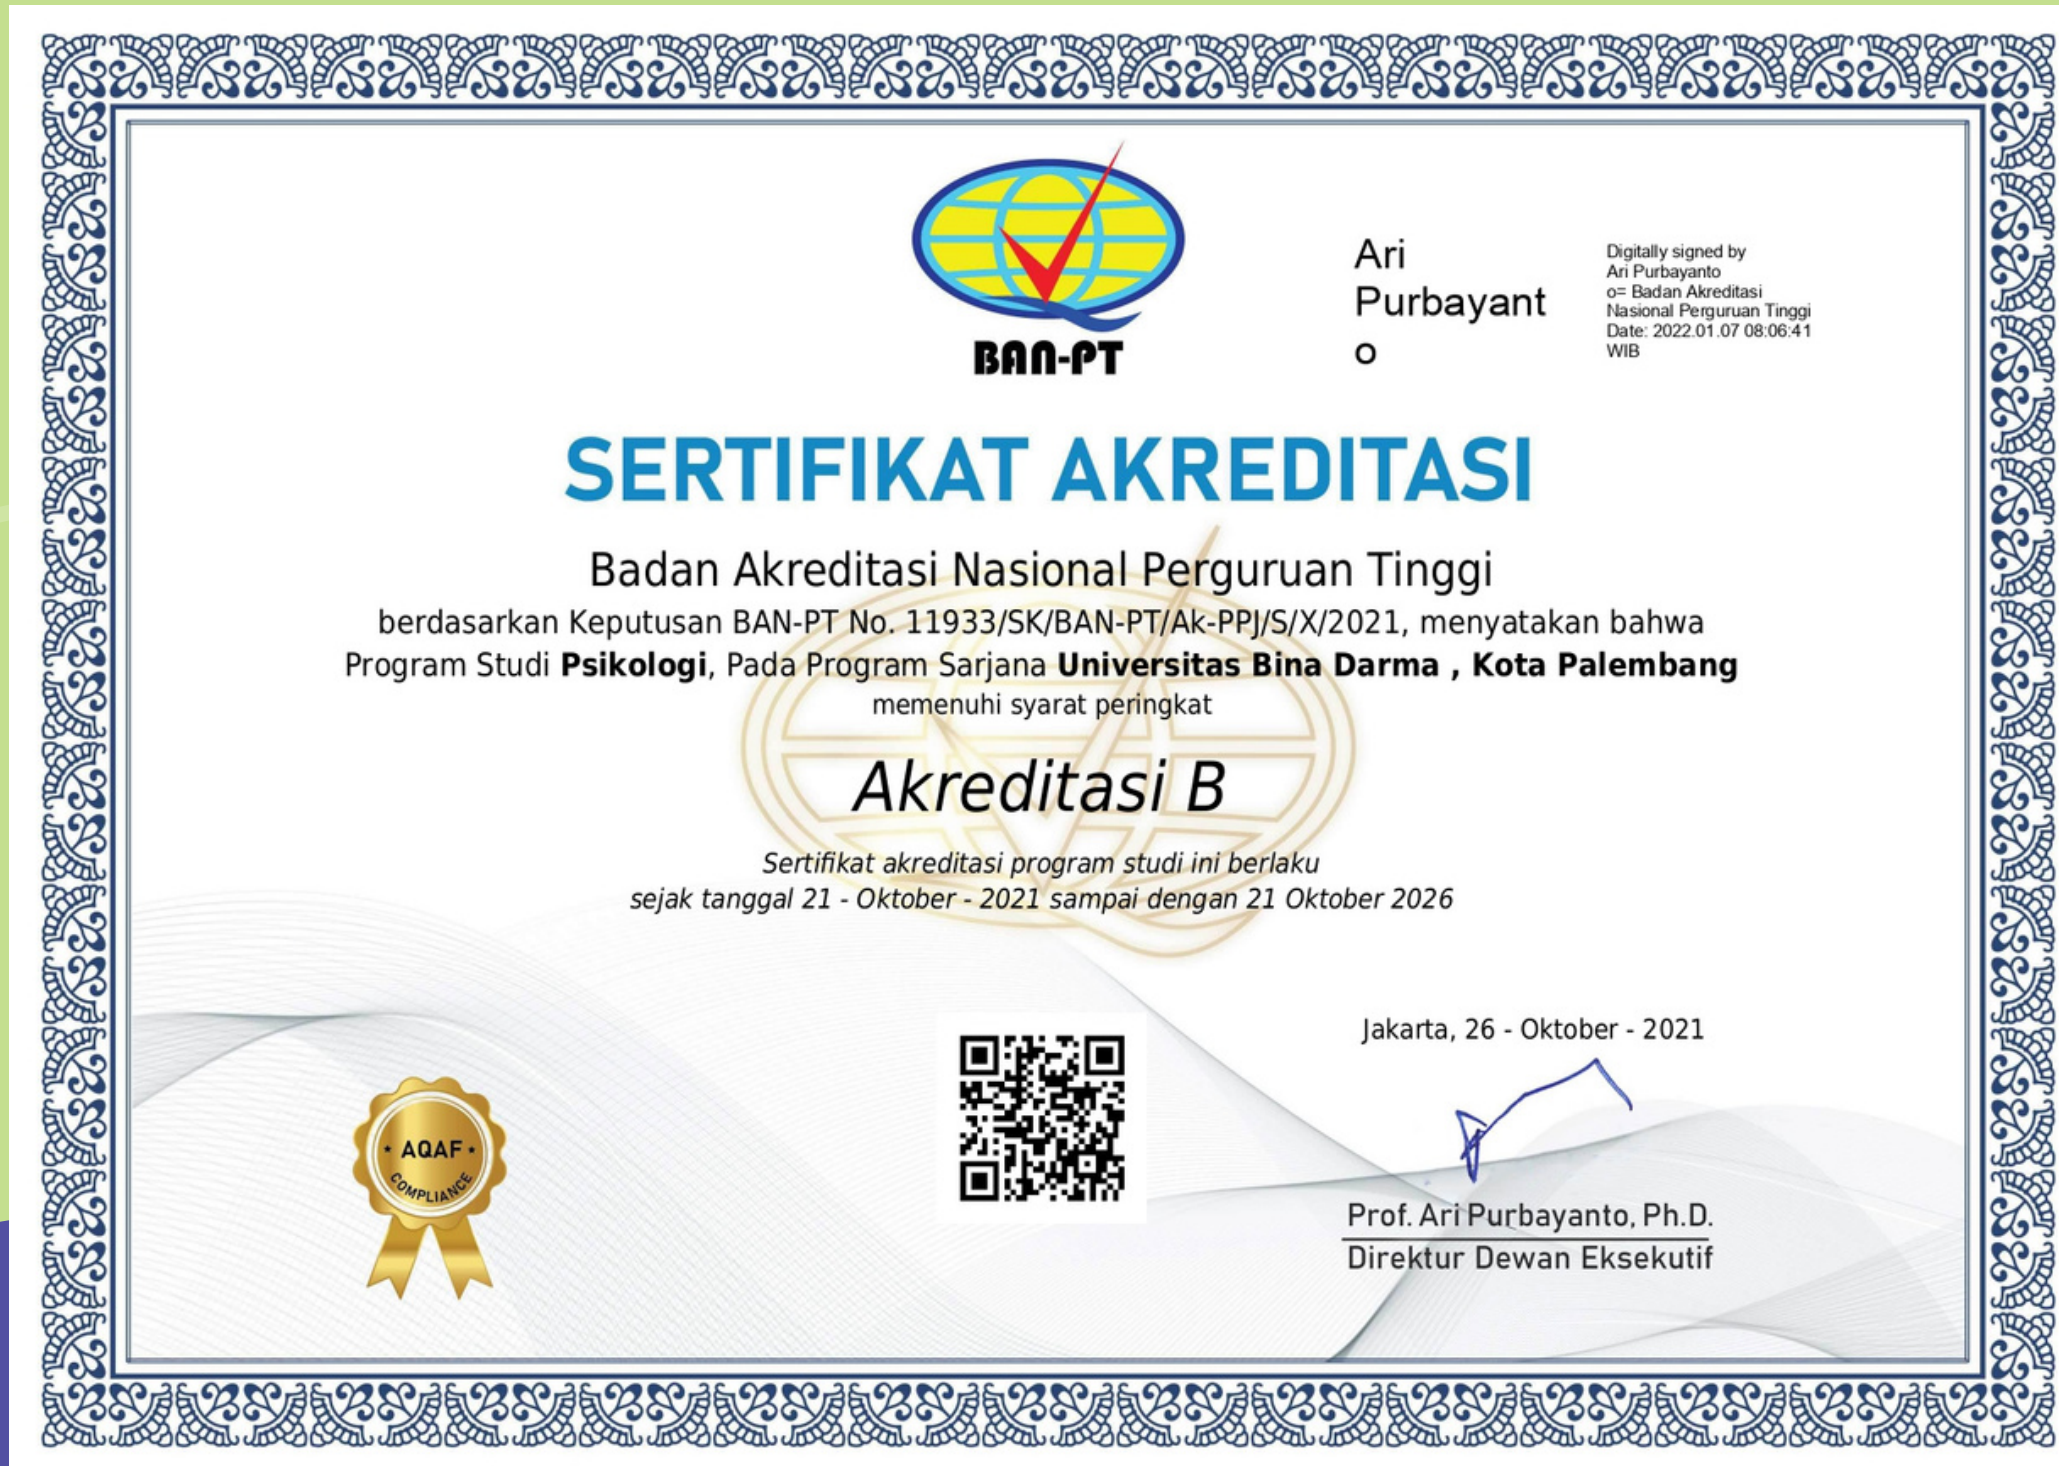 BAN-PT
Ari
Purbayant
o
Digitally signed by
Ari Purbayanto
o= Badan Akreditasi
Nasional Perguruan Tinggi
Date: 2022.01.07 08:06:41
WIB
SERTIFIKAT AKREDITASI
Badan Akreditasi Nasional Perguruan Tinggi
berdasarkan Keputusan BAN-PT No. 11933/SK/BAN-PT/Ak-PPJ/S/X/2021, menyatakan bahwa
Program Studi Psikologi, Pada Program Sarjana Universitas Bina Darma , Kota Palembang
memenuhi syarat peringkat
Akreditasi B
Sertifikat akreditasi program studi ini berlaku
sejak tanggal 21 - Oktober - 2021 sampai dengan 21 Oktober 2026
Jakarta, 26 - Oktober - 2021
AQAF
COMPLIANCE
Prof. Ari Purbayanto, Ph.D.
Direktur Dewan Eksekutif